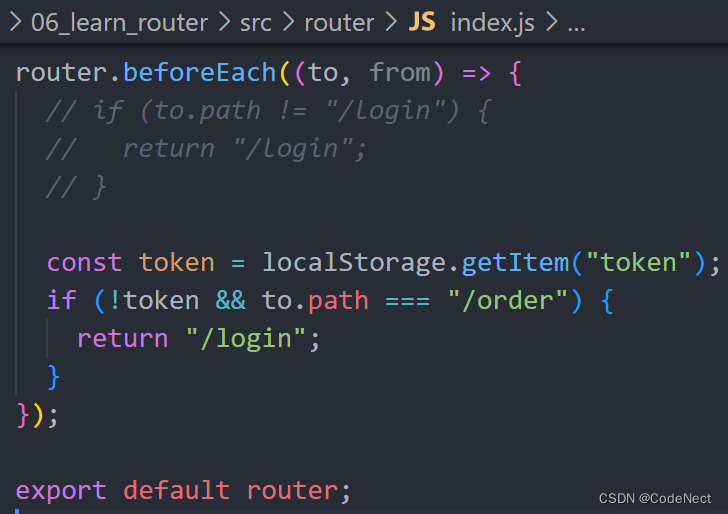 > 06_learn_router > src > router > JS index.js > ...
router.beforeEach((to, from) => {
  // if (to.path != "/login") {
  //   return "/login";
  // }
  const token = localStorage.getItem("token");
  if (!token && to.path === "/order") {
    return "/login";
  }
});
export default router;
CSDN @CodeNect